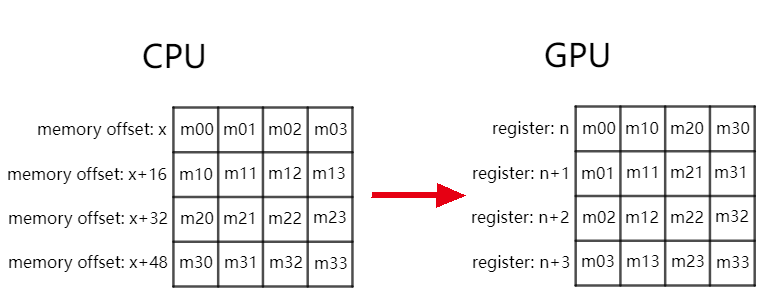 CPU GPU
memory offset: x m00 m01 m02 m03 register: n m00 m10 m20 m30
memory offset: x+16 m10 m11 m12 m13 register: n+1 m01 m11 m21 m31
memory offset: x+32 m20 m21 m22 m23 register: n+2 m02 m12 m22 m32
memory offset: x+48 m30 m31 m32 m33 register: n+3 m03 m13 m23 m33